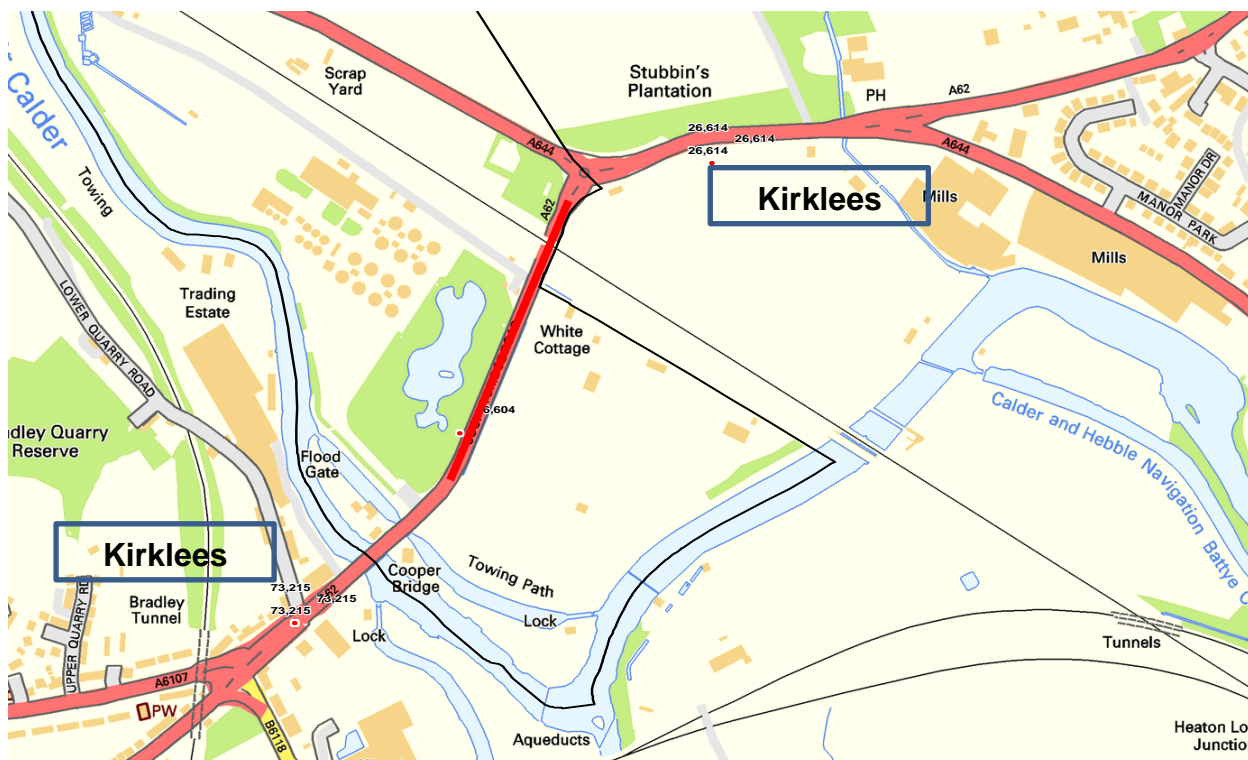 Scrap
Yard
Stubbin's
Plantation
PH
A62
A644
26,614
26,614
26,614
A644
Calder
Towing
A62
Kirklees
Mills
MANOR DR
MANOR PARK
Mills
LOWER QUARRY ROAD
Trading
Estate
White
Cottage
6,604
Calder and Hebble Navigation Battye
dley Quarry
Reserve
Flood
Gate
Kirklees
Cooper
Bridge
Towing Path
73,215
73,215
73,215
Bradley
Tunnel
UPPER QUARRY RD
Lock
Lock
Tunnels
A6107
PW
B6118
Aqueducts
Heaton Lo
Junctio